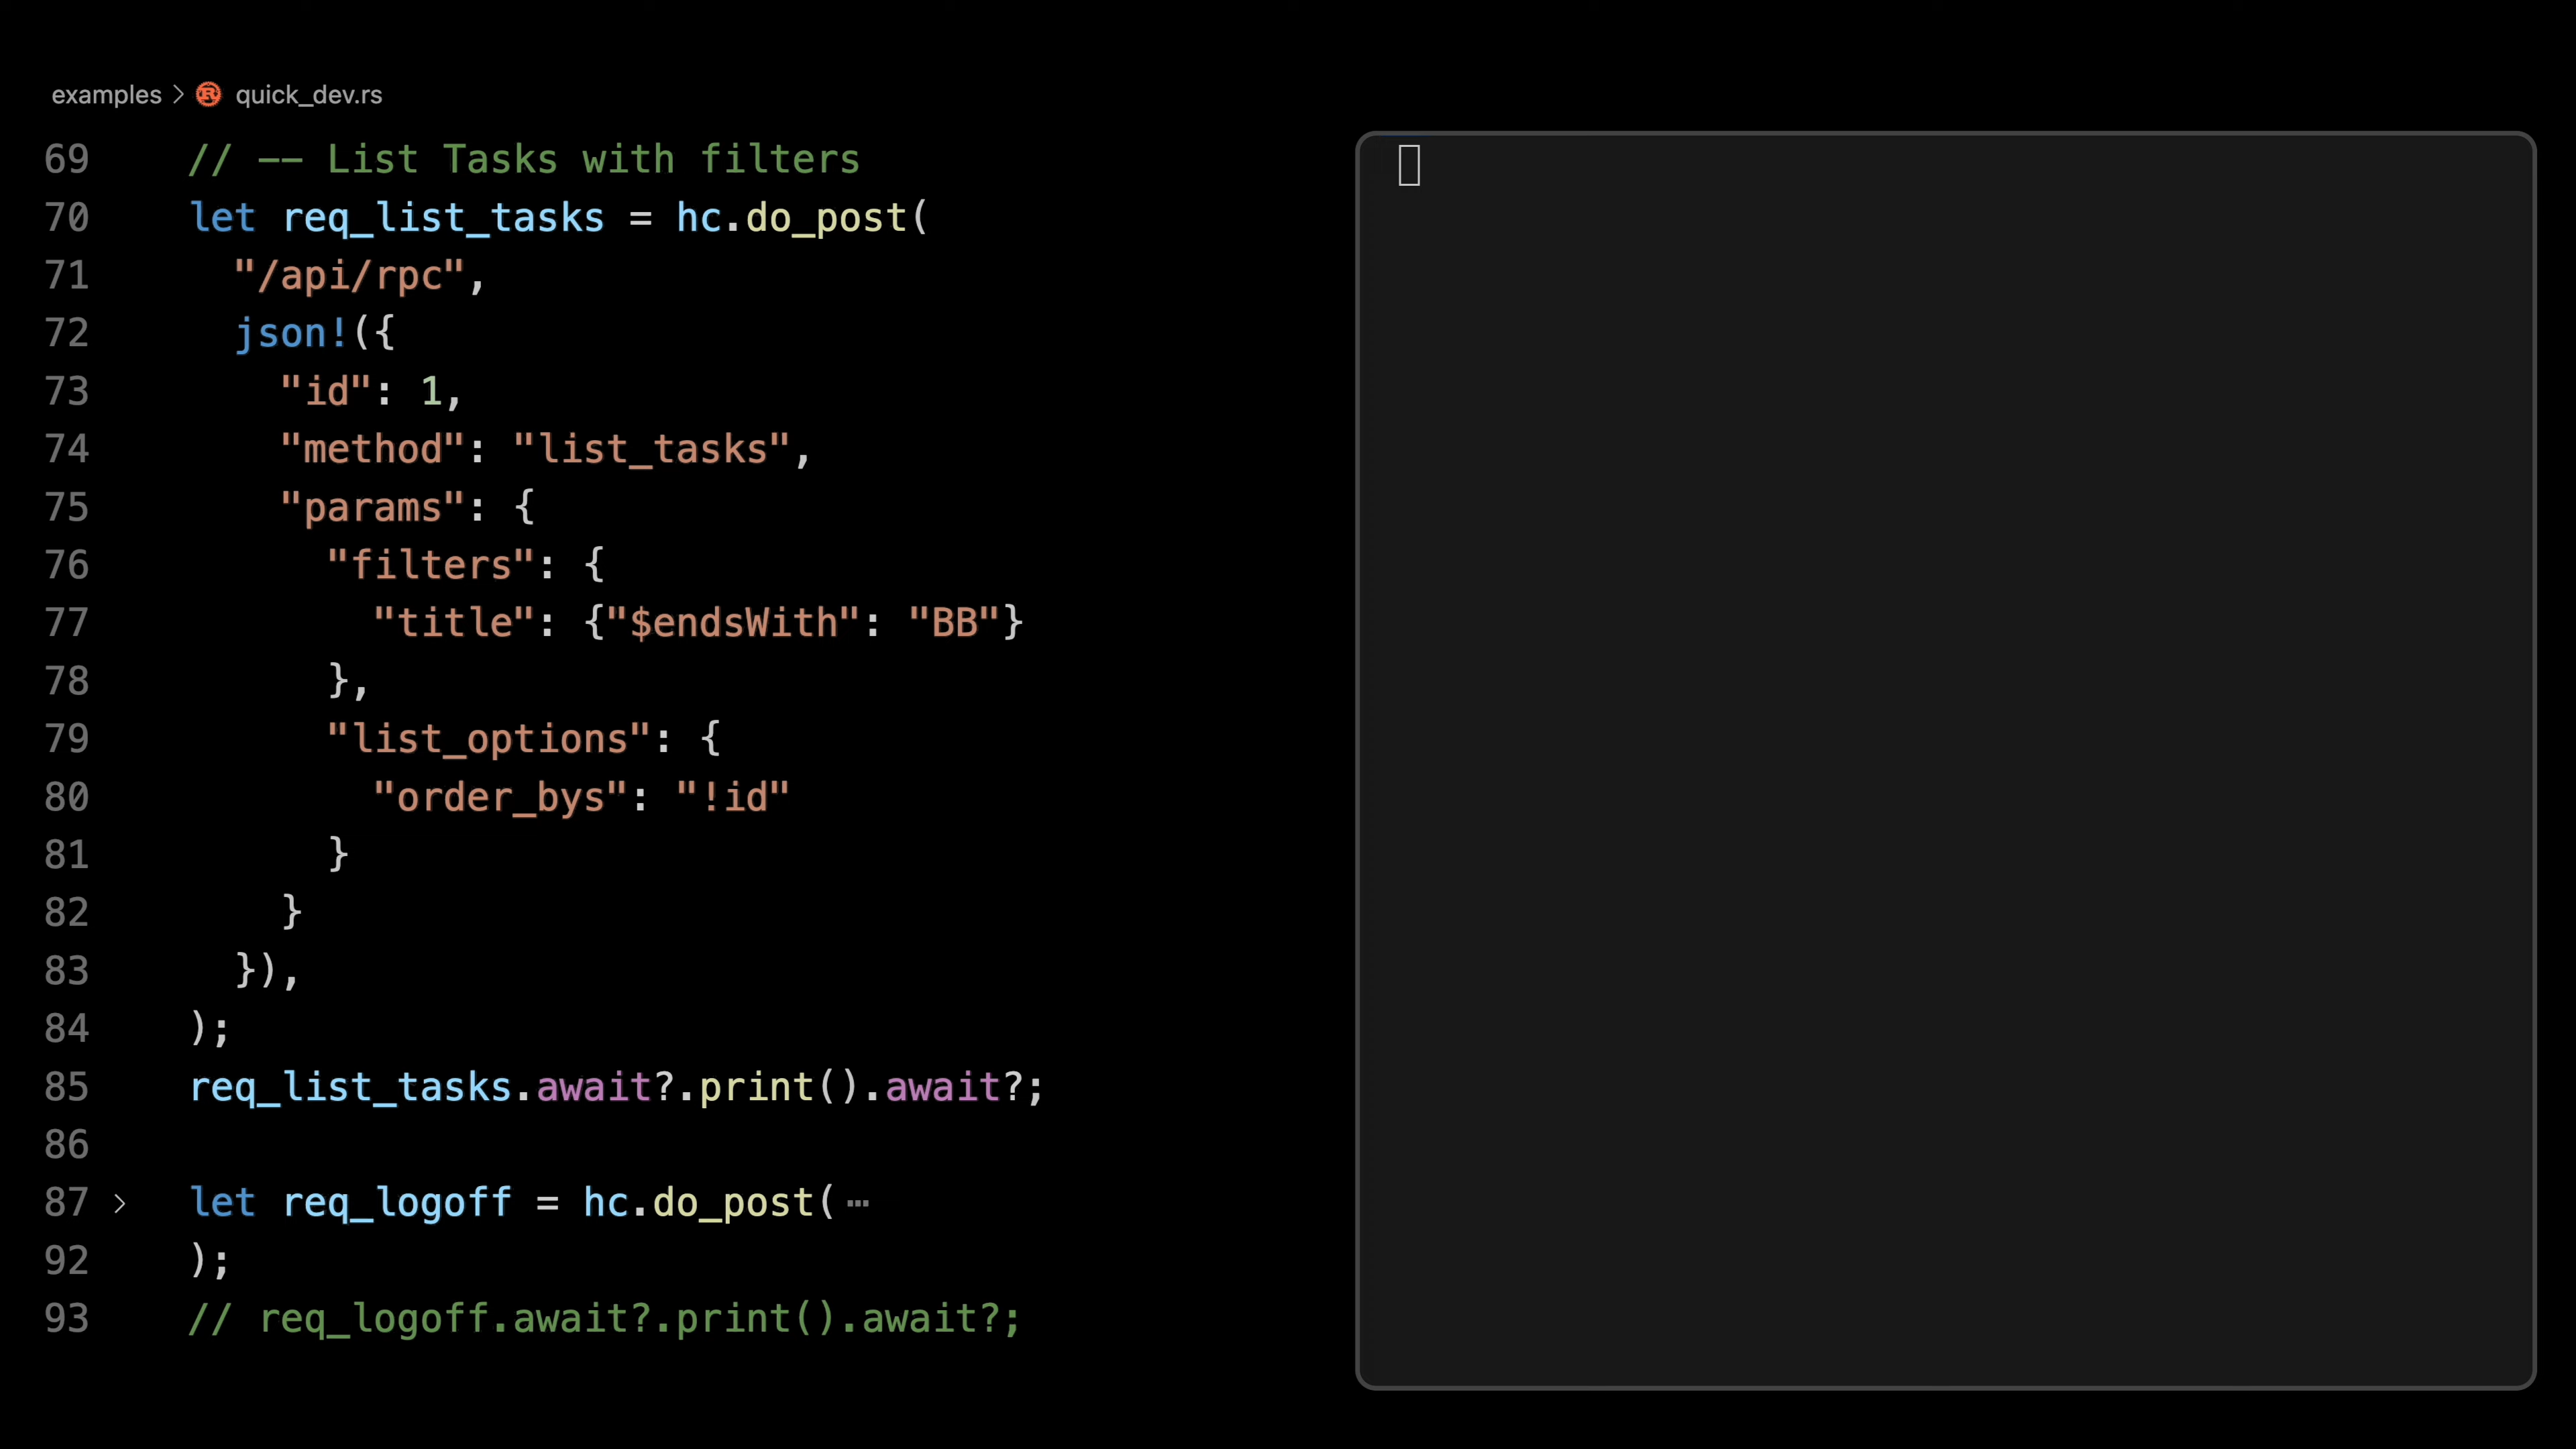 examples > quick_dev.rs
69 // -- List Tasks with filters
70 let req_list_tasks = hc.do_post(
71 "/api/rpc",
72 json!({
73 "id": 1,
74 "method": "list_tasks",
75 "params": {
76 "filters": {
77 "title": {"$endsWith": "BB"}
78 },
79 "list_options": {
80 "order_bys": "!id"
81 }
82 }
83 }),
84 );
85 req_list_tasks.await?.print().await?;
86
87 > let req_logoff = hc.do_post( ⋯
92 );
93 // req_logoff.await?.print().await?;